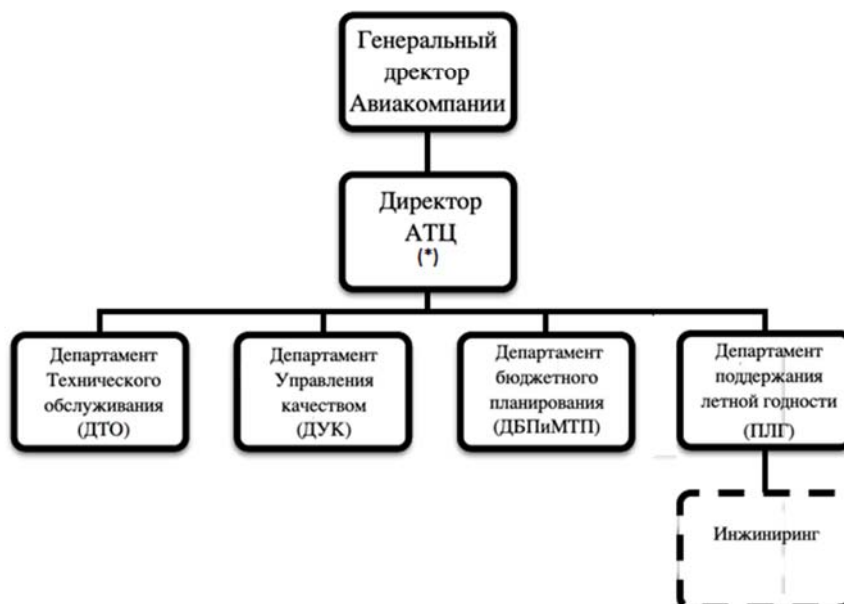 Генеральный
дректор
Авиакомпании
Директор
АТЦ
(*)
Департамент
Технического
обслуживания
(ДТО)
Департамент
Управления
качеством
(ДУК)
Департамент
бюджетного
планирования
(ДБПиМТП)
Департамент
поддержания
летной годности
(ПЛГ)
Инжиниринг